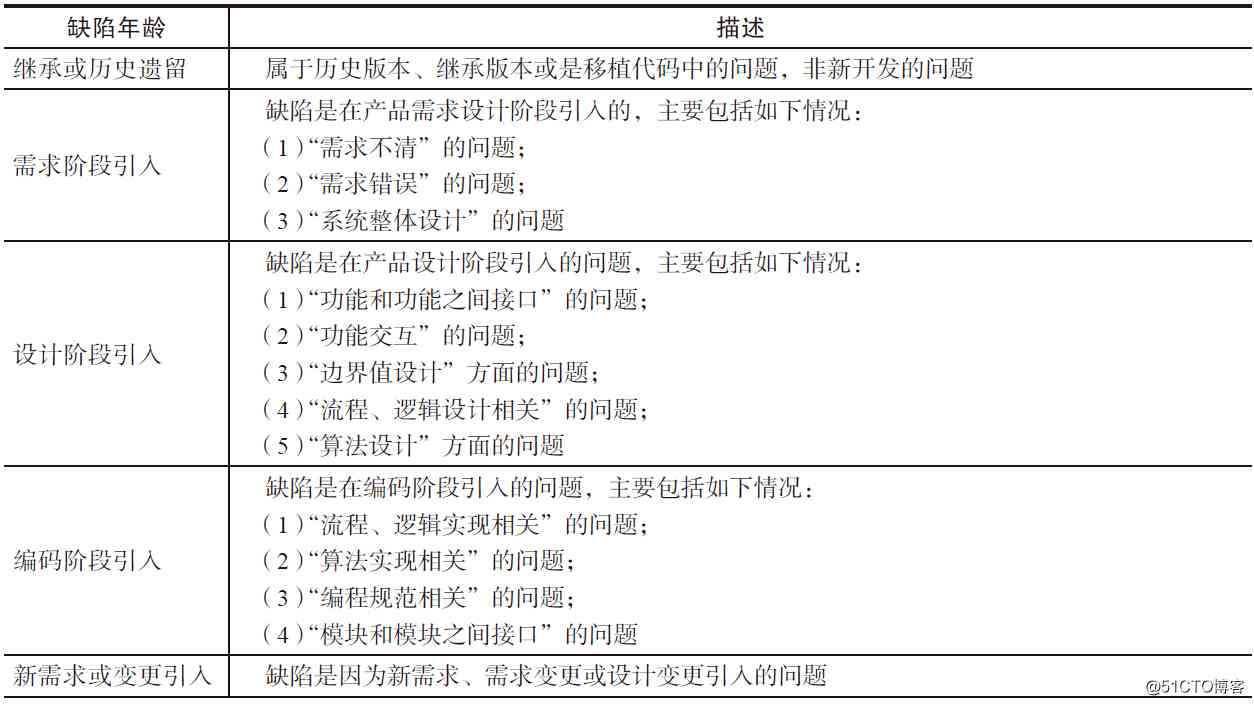 缺陷年龄 描述
继承或历史遗留 属于历史版本、继承版本或是移植代码中的问题，非新开发的问题
缺陷是在产品需求设计阶段引入的，主要包括如下情况：
（1）“需求不清”的问题；
需求阶段引入
（2）“需求错误”的问题；
（3）“系统整体设计”的问题
缺陷是在产品设计阶段引入的问题，主要包括如下情况：
（1）“功能和功能之间接口”的问题；
（2）“功能交互”的问题；
设计阶段引入
（3）“边界值设计”方面的问题；
（4）“流程、逻辑设计相关”的问题；
（5）“算法设计”方面的问题
缺陷是在编码阶段引入的问题，主要包括如下情况：
（1）“流程、逻辑实现相关”的问题；
编码阶段引入
（2）“算法实现相关”的问题；
（3）“编程规范相关”的问题；
（4）“模块和模块之间接口”的问题
新需求或变更引入 缺陷是因为新需求、需求变更或设计变更引入的问题
@51CTO博客